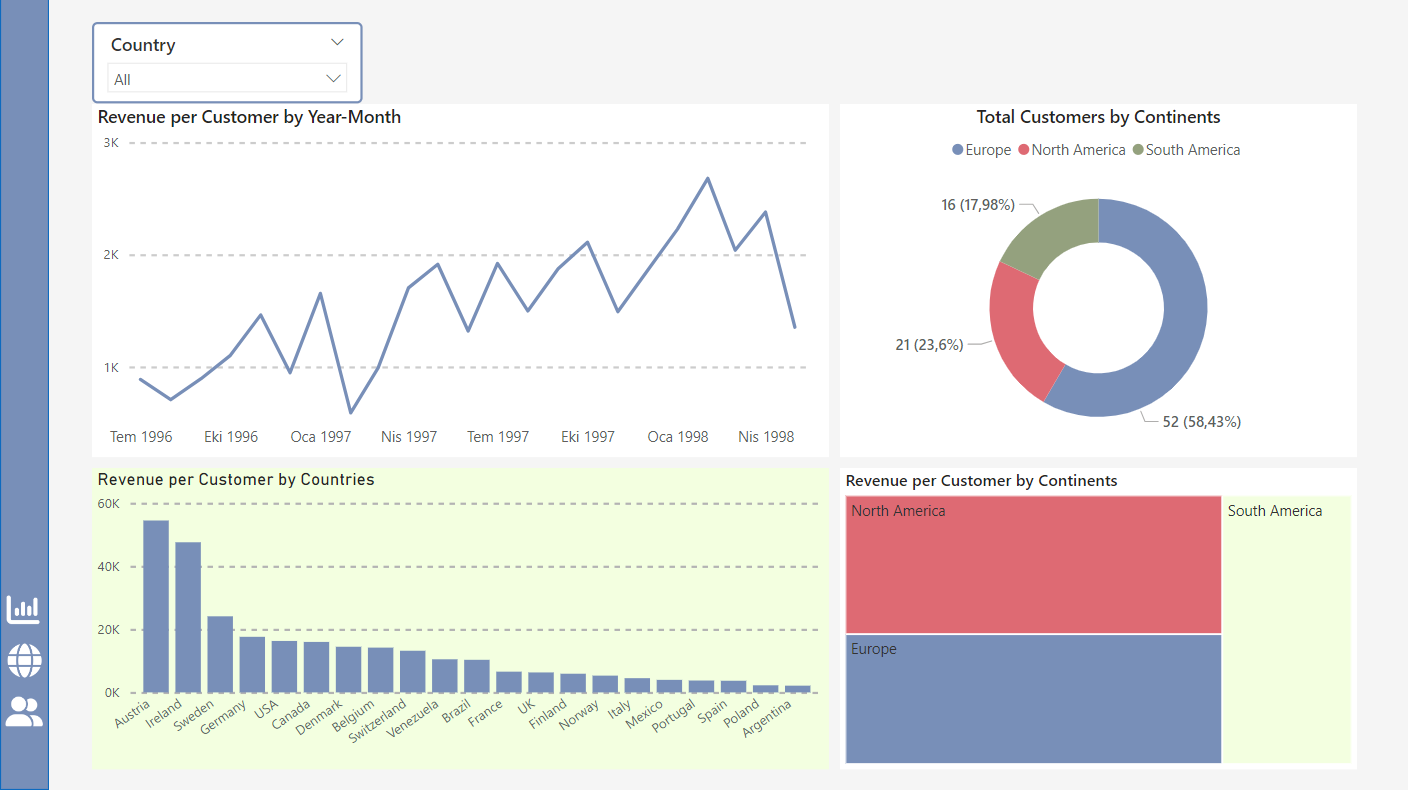 Country
All
Revenue per Customer by Year-Month
3K
2K
1K
Tem 1996 Eki 1996 Oca 1997 Nis 1997 Tem 1997 Eki 1997 Oca 1998 Nis 1998
Total Customers by Continents
Europe North America South America
16 (17,98%)
21 (23,6%)
52 (58,43%)
Revenue per Customer by Countries
60K
40K
20K
0K
Austria Ireland Sweden Germany USA Canada Denmark Belgium Switzerland Venezuela Brazil France UK Finland Norway Italy Mexico Portugal Spain Poland Argentina
Revenue per Customer by Continents
North America
South America
Europe